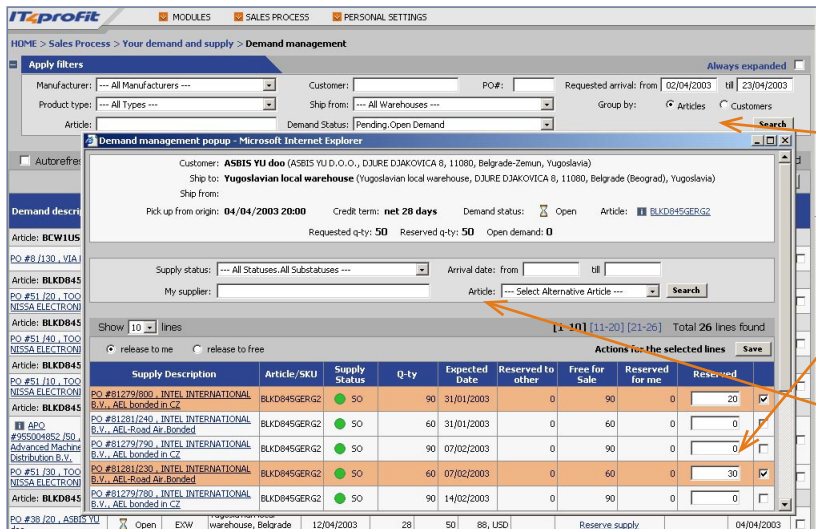 IT4profit MODULES SALES PROCESS PERSONAL SETTINGS
HOME > Sales Process > Your demand and supply > Demand management
Apply filters Always expanded
Manufacturer: --- All Manufacturers --- Customer: PO#: Requested arrival: from 02/04/2003 till 23/04/2003
Product type: --- All Types --- Ship from: --- All Warehouses --- Group by: Articles Customers
Article: Demand Status: Pending.Open Demand Search
Demand management popup - Microsoft Internet Explorer
Autorefres
Customer: ASBIS YU doo (ASBIS YU D.O.O., DJURE DJAKOVICA 8, 11080, Belgrade-Zemun, Yugoslavia)
Ship to: Yugoslavian local warehouse (Yugoslavian local warehouse, DJURE DJAKOVICA 8, 11080, Belgrade (Beograd), Yugoslavia)
Ship from:
Pick up from origin: 04/04/2003 20:00 Credit term: net 28 days Demand status: Open Article: BLKD845GERG2
Requested q-ty: 50 Reserved q-ty: 50 Open demand: 0
Demand descri
Article: BCW1US
PO #8 /130 , VIA
Article: BLKD845
PO #51 /20 , TOO
NISSA ELECTRONI
Article: BLKD845
PO #51 /40 , TOO
NISSA ELECTRONI
Article: BLKD845
PO #51 /10 , TOO
NISSA ELECTRONI
Article: BLKD845
APO
#955004852 /50 ,
Advanced Machine
Distribution B.V.
PO #51 /30 , TOO
NISSA ELECTRONI
Article: BLKD845
Supply status: --- All Statuses.All Substatuses --- Arrival date: from till
My supplier: Article: --- Select Alternative Article --- Search
Show 10 lines [1-10] [11-20] [21-26] Total 26 lines found
release to me release to free Actions for the selected lines Save
Supply Description Article/SKU Supply Status Q-ty Expected Date Reserved to other Free for Sale Reserved for me Reserved
PO #81279/800 , INTEL INTERNATIONAL B.V., AEL bonded in CZ BLKD845GERG2 SO 90 31/01/2003 0 90 0 20
PO #81281/240 , INTEL INTERNATIONAL B.V., AEL-Road Air.Bonded BLKD845GERG2 SO 60 31/01/2003 0 60 0 0
PO #81279/790 , INTEL INTERNATIONAL B.V., AEL bonded in CZ BLKD845GERG2 SO 90 07/02/2003 0 90 0 0
PO #81281/230 , INTEL INTERNATIONAL B.V., AEL-Road Air.Bonded BLKD845GERG2 SO 60 07/02/2003 0 60 0 30
PO #81279/780 , INTEL INTERNATIONAL B.V., AEL bonded in CZ BLKD845GERG2 SO 90 14/02/2003 0 90 0 0
PO #38 /20 , ASBIS YU Open EXW warehouse, Belgrade 12/04/2003 28 50 88, USD Reserve supply 04/04/2003